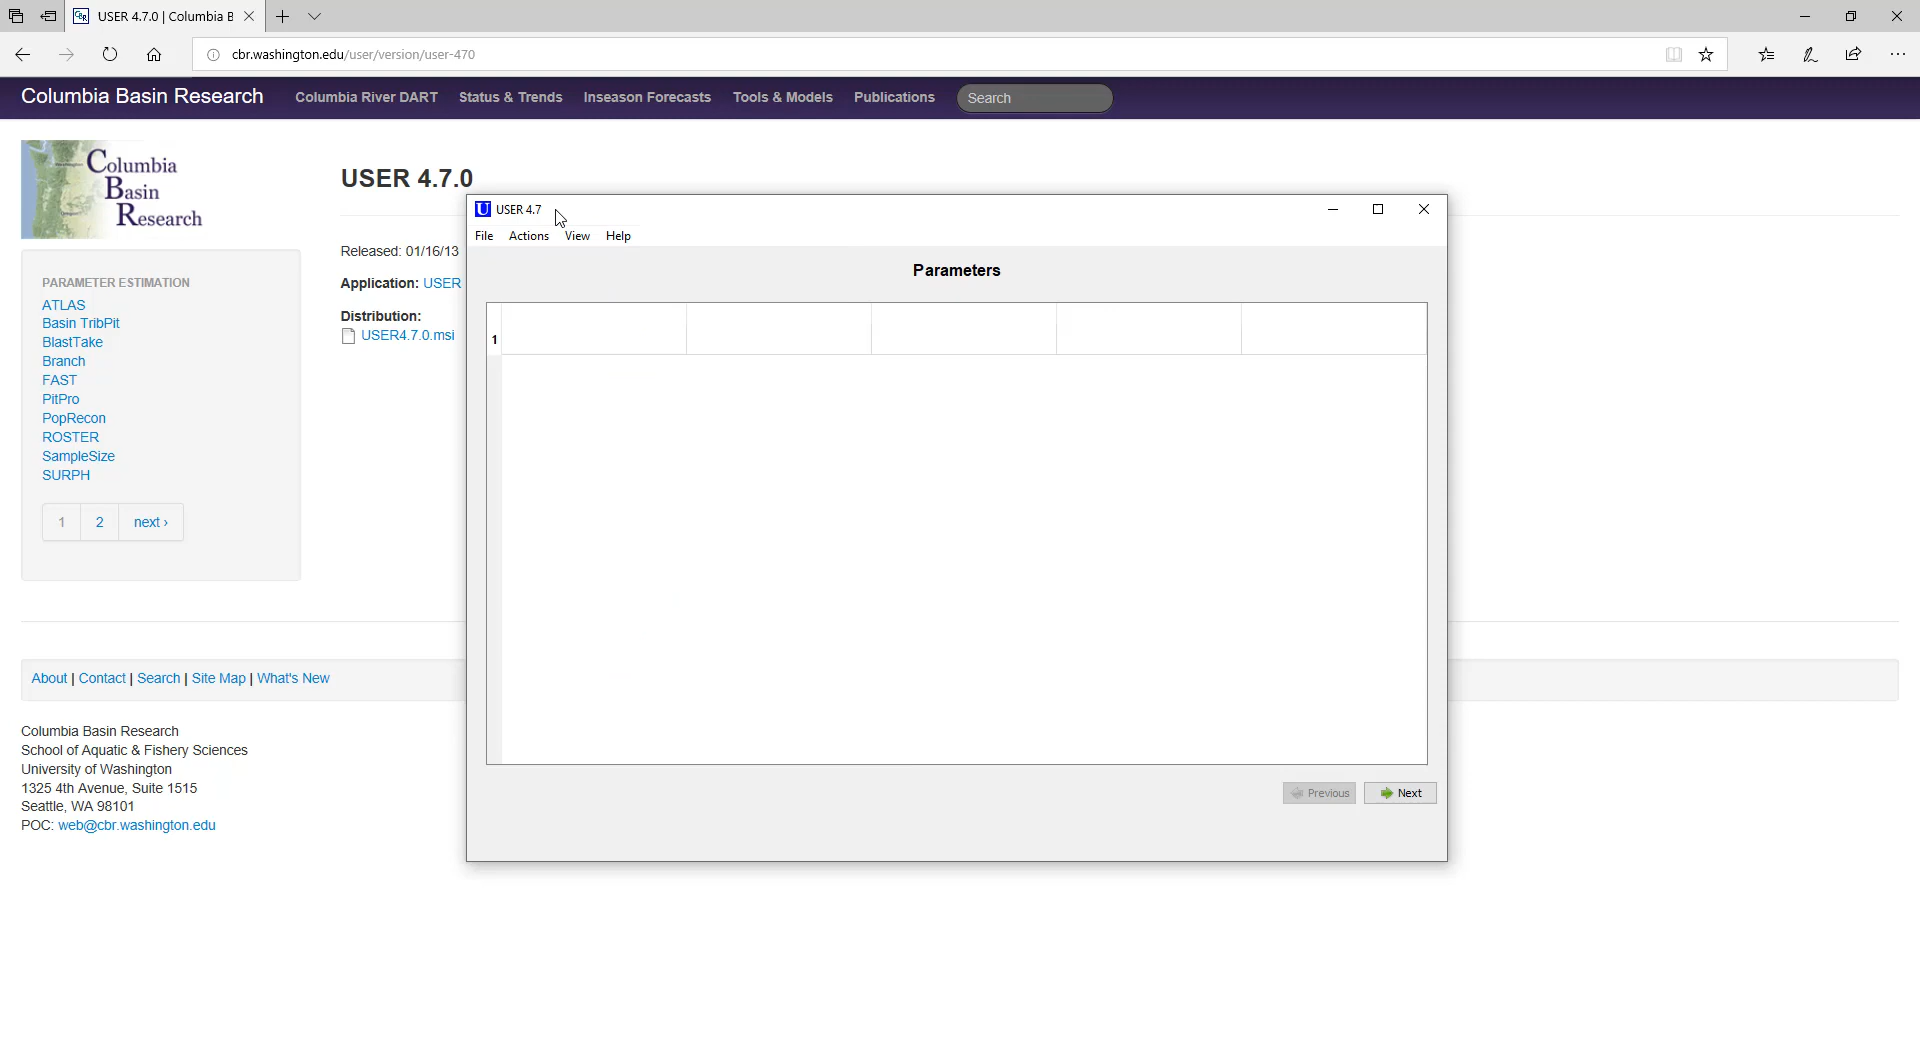 USER 4.7.0 | Columbia B
cbr.washington.edu/user/version/user-470
Columbia Basin Research
Columbia River DART
Status & Trends
Inseason Forecasts
Tools & Models
Publications
Search
Columbia
Basin
Research
USER 4.7.0
Released: 01/16/13
Application: USER
Distribution:
USER4.7.0.msi
PARAMETER ESTIMATION
ATLAS
Basin TribPit
BlastTake
Branch
FAST
PitPro
PopRecon
ROSTER
SampleSize
SURPH
1 2 next ›
U USER 4.7
File Actions View Help
Parameters
1
Previous
Next
About | Contact | Search | Site Map | What's New
Columbia Basin Research
School of Aquatic & Fishery Sciences
University of Washington
1325 4th Avenue, Suite 1515
Seattle, WA 98101
POC: web@cbr.washington.edu